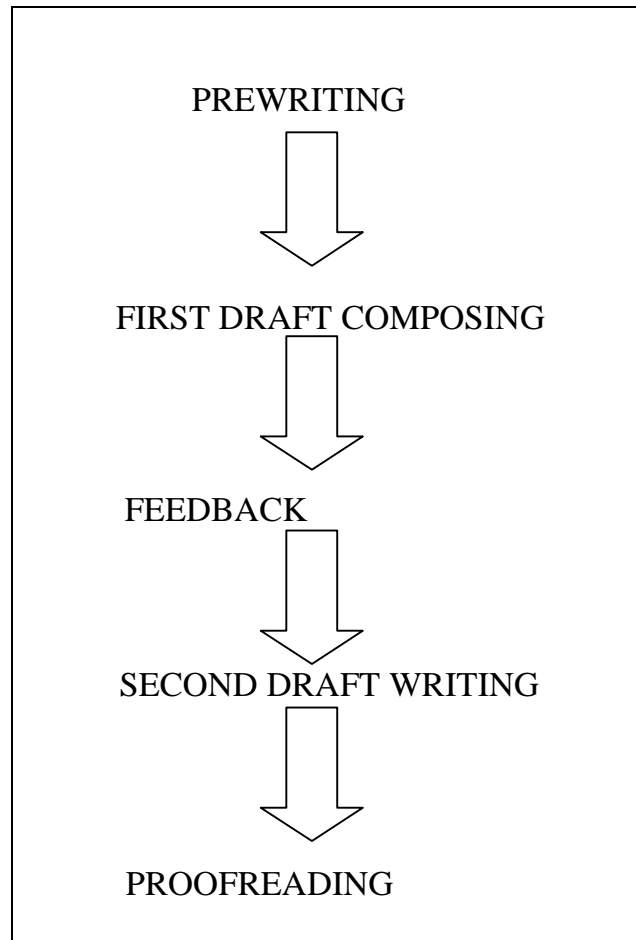 PREWRITING
FIRST DRAFT COMPOSING
FEEDBACK
SECOND DRAFT WRITING
PROOFREADING